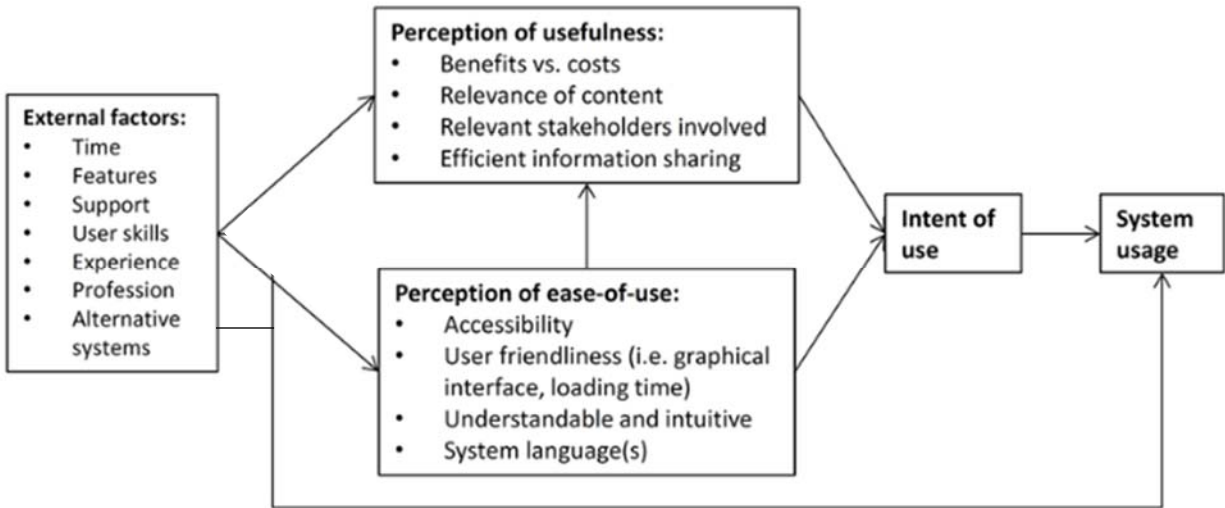 External factors:
• Time
• Features
• Support
• User skills
• Experience
• Profession
• Alternative
systems
Perception of usefulness:
• Benefits vs. costs
• Relevance of content
• Relevant stakeholders involved
• Efficient information sharing
Perception of ease-of-use:
• Accessibility
• User friendliness (i.e. graphical
interface, loading time)
• Understandable and intuitive
• System language(s)
Intent of
use
System
usage